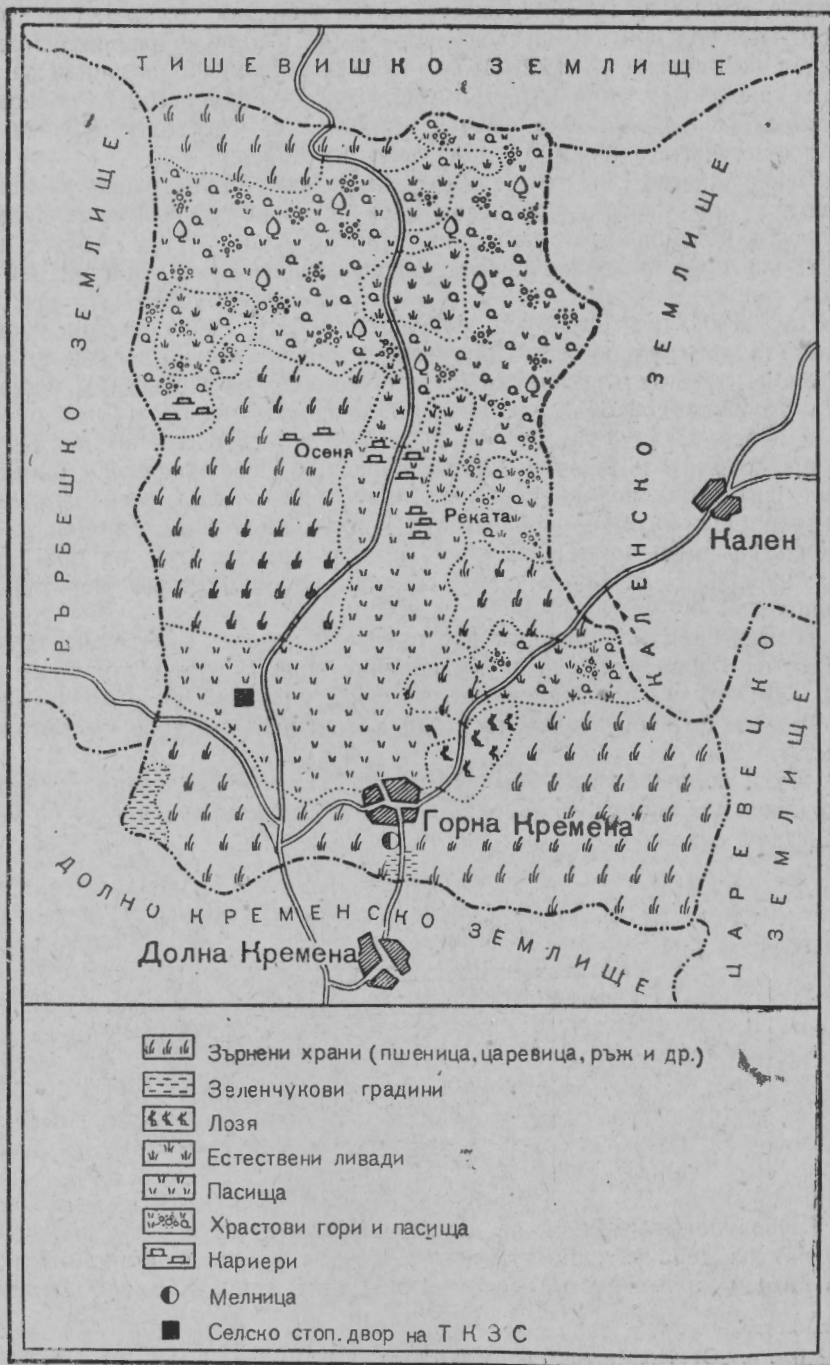 ТИШЕВИШКО ЗЕМЛИЩЕ
ВЪРБЕШКО ЗЕМЛИЩЕ
КАЛЕНСКО ЗЕМЛИЩЕ
Осеня
Реката
Кален
ЦАРЕВЕЦКО ЗЕМЛИЩЕ
Горна Кремена
ДОЛНО КРЕМЕНСКО ЗЕМЛИЩЕ
Долна Кремена
Зърнени храни (пшеница, царевица, ръж и др.)
Зеленчукови градини
Лозя
Естествени ливади
Пасища
Храстови гори и пасища
Кариери
Мелница
Селско стоп. двор на ТКЗС